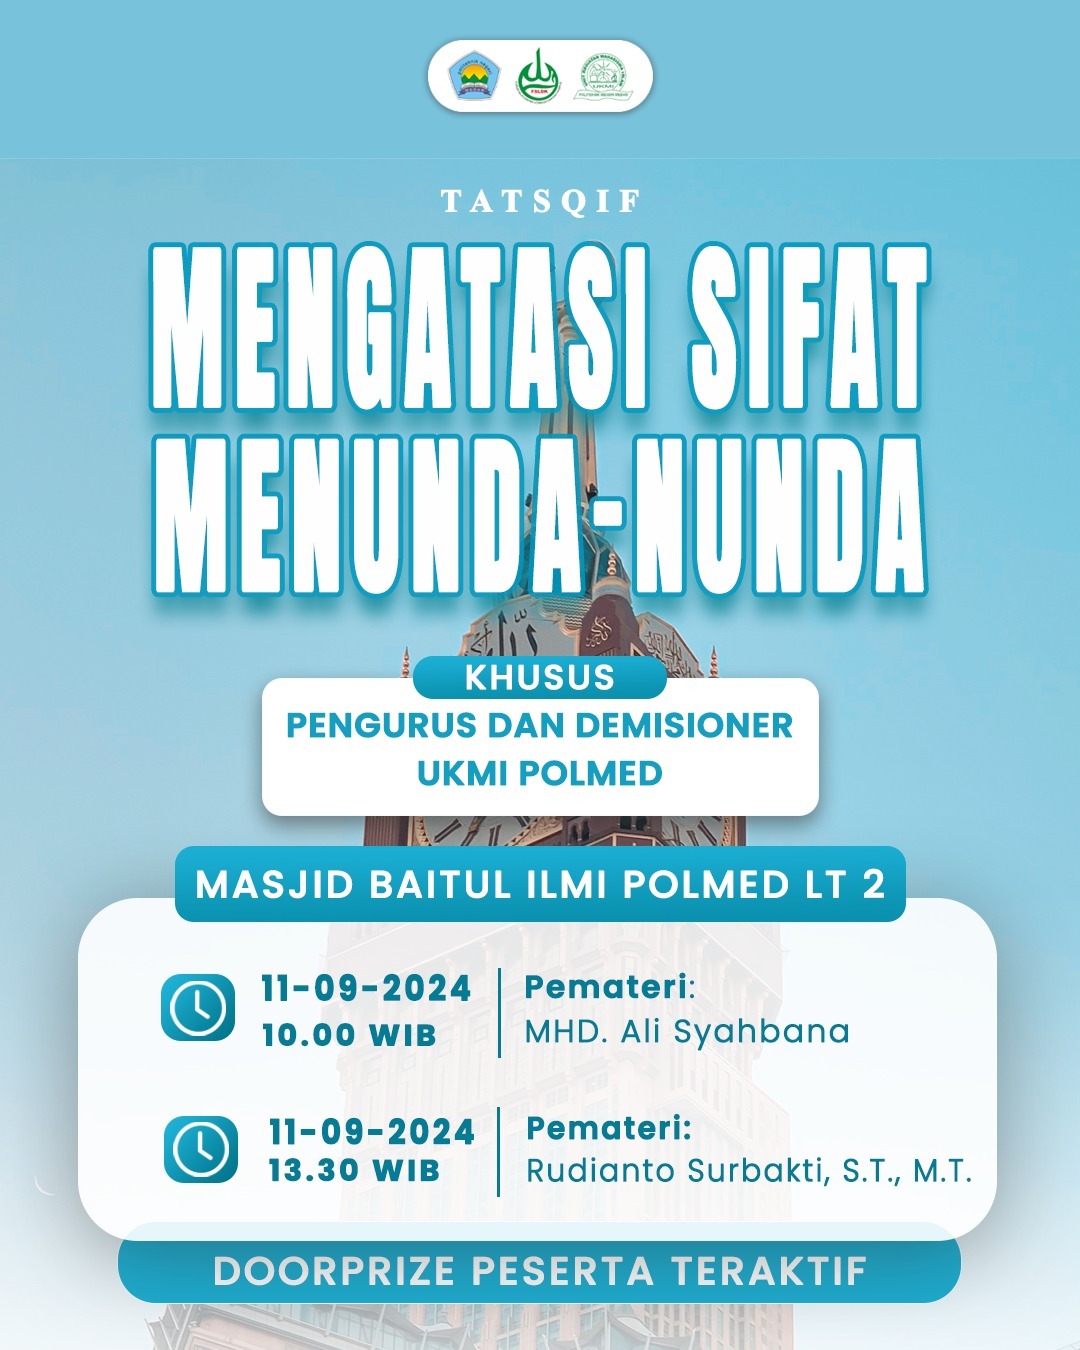 TATSQIF
MENGATASI SIFAT
MENUNDA-NUNDA
KHUSUS
PENGURUS DAN DEMISIONER
UKMI POLMED
MASJID BAITUL ILMI POLMED LT 2
11-09-2024
10.00 WIB
Pemateri:
MHD. Ali Syahbana
11-09-2024
13.30 WIB
Pemateri:
Rudianto Surbakti, S.T., M.T.
DOORPRIZE PESERTA TERAKTIF